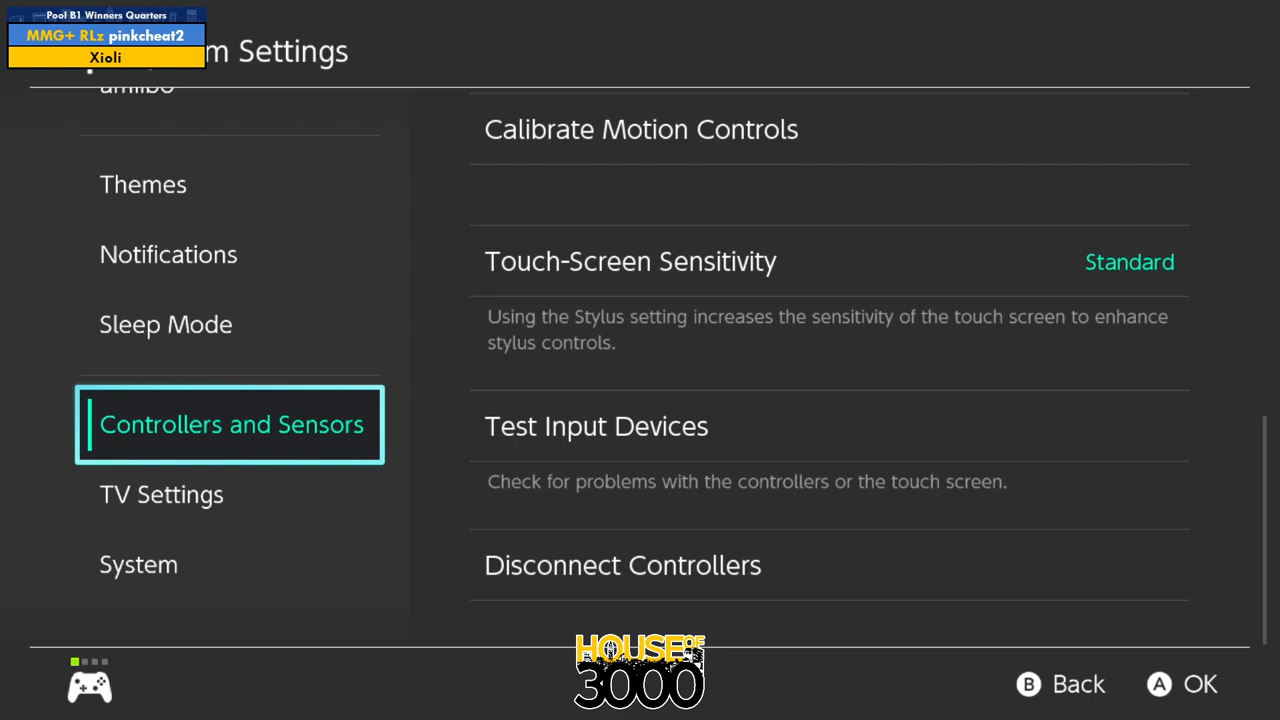 Pool B1 Winners Quarters
MMG+ RLz pinkcheat2
Xioli
m Settings
amiibo
Themes
Notifications
Sleep Mode
Controllers and Sensors
TV Settings
System
Calibrate Motion Controls
Touch-Screen Sensitivity Standard
Using the Stylus setting increases the sensitivity of the touch screen to enhance
stylus controls.
Test Input Devices
Check for problems with the controllers or the touch screen.
Disconnect Controllers
HOUSE OF
3000
B Back A OK